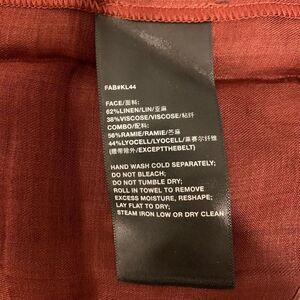 FAB#KL44
FACE/面料:
62%LINEN/LIN/亚麻
38%VISCOSE/VISCOSE/粘纤
COMBO/配料:
56%RAMIE/RAMIE/苎麻
44%LYOCELL/LYOCELL/莱赛尔纤维
(腰带除外/EXCEPTTHEBELT)
HAND WASH COLD SEPARATELY;
DO NOT BLEACH;
DO NOT TUMBLE DRY;
ROLL IN TOWEL TO REMOVE
EXCESS MOISTURE, RESHAPE;
LAY FLAT TO DRY;
STEAM IRON LOW OR DRY CLEAN